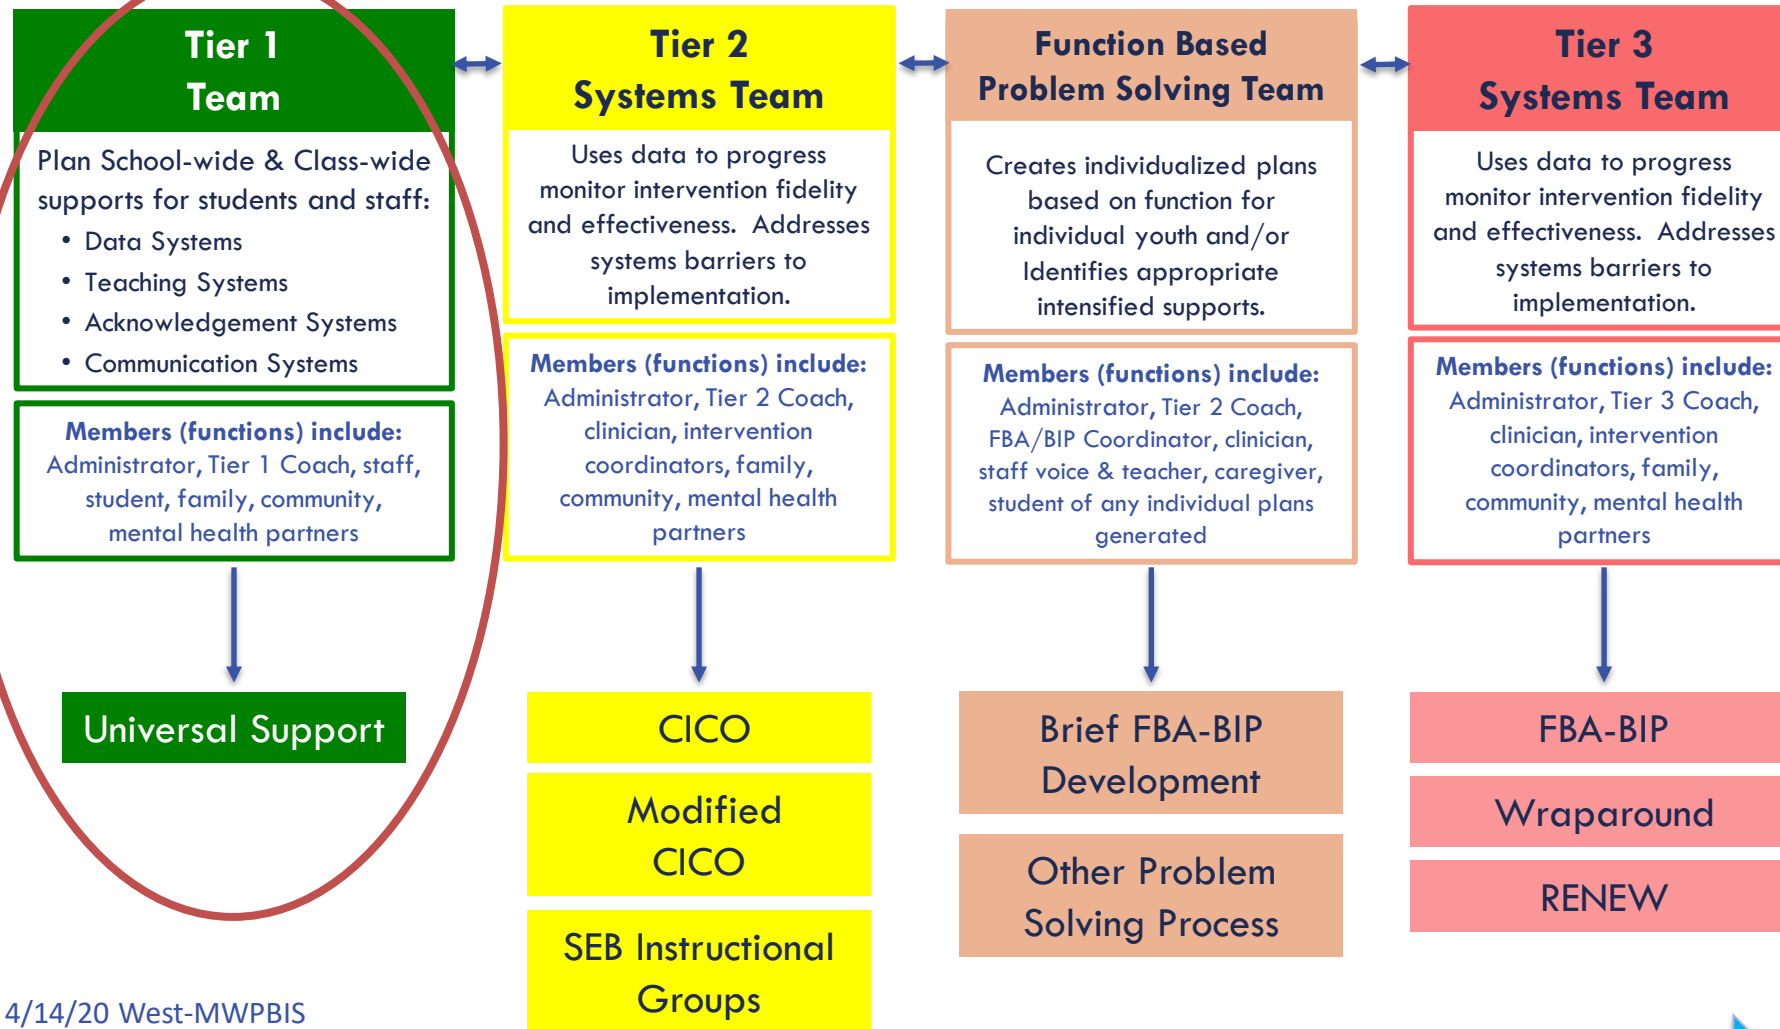 Tier 1
Team
Plan School-wide & Class-wide
supports for students and staff:
• Data Systems
• Teaching Systems
• Acknowledgement Systems
• Communication Systems
Members (functions) include:
Administrator, Tier 1 Coach, staff,
student, family, community,
mental health partners
Universal Support
Tier 2
Systems Team
Uses data to progress
monitor intervention fidelity
and effectiveness. Addresses
systems barriers to
implementation.
Members (functions) include:
Administrator, Tier 2 Coach,
clinician, intervention
coordinators, family,
community, mental health
partners
CICO
Modified
CICO
SEB Instructional
Groups
Function Based
Problem Solving Team
Creates individualized plans
based on function for
individual youth and/or
Identifies appropriate
intensified supports.
Members (functions) include:
Administrator, Tier 2 Coach,
FBA/BIP Coordinator, clinician,
staff voice & teacher, caregiver,
student of any individual plans
generated
Brief FBA-BIP
Development
Other Problem
Solving Process
Tier 3
Systems Team
Uses data to progress
monitor intervention fidelity
and effectiveness. Addresses
systems barriers to
implementation.
Members (functions) include:
Administrator, Tier 3 Coach,
clinician, intervention
coordinators, family,
community, mental health
partners
FBA-BIP
Wraparound
RENEW
4/14/20 West-MWPBIS